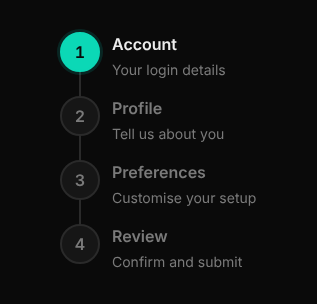 1
Account
Your login details
2
Profile
Tell us about you
3
Preferences
Customise your setup
4
Review
Confirm and submit